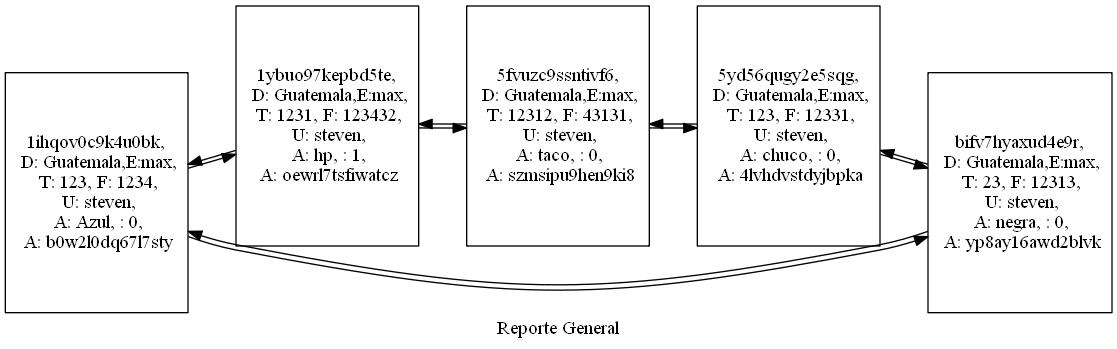 1ihqov0c9k4u0bk,
D: Guatemala,E:max,
T: 123, F: 1234,
U: steven,
A: Azul, : 0,
A: b0w2l0dq67l7sty
1ybuo97kepbd5te,
D: Guatemala,E:max,
T: 1231, F: 123432,
U: steven,
A: hp, : 1,
A: oewrl7tsfiwatcz
5fvuzc9ssntivf6,
D: Guatemala,E:max,
T: 12312, F: 43131,
U: steven,
A: taco, : 0,
A: szmsipu9hen9ki8
5yd56qugy2e5sqg,
D: Guatemala,E:max,
T: 123, F: 12331,
U: steven,
A: chuco, : 0,
A: 4lvhdvstdyjbpka
bifv7hyaxud4e9r,
D: Guatemala,E:max,
T: 23, F: 12313,
U: steven,
A: negra, : 0,
A: yp8ay16awd2blvk
Reporte General